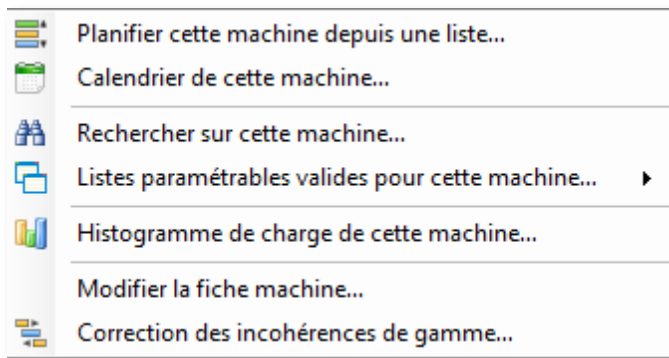 Planifier cette machine depuis une liste...
Calendrier de cette machine...
Rechercher sur cette machine...
Listes paramétrables valides pour cette machine...
Histogramme de charge de cette machine...
Modifier la fiche machine...
Correction des incohérences de gamme...